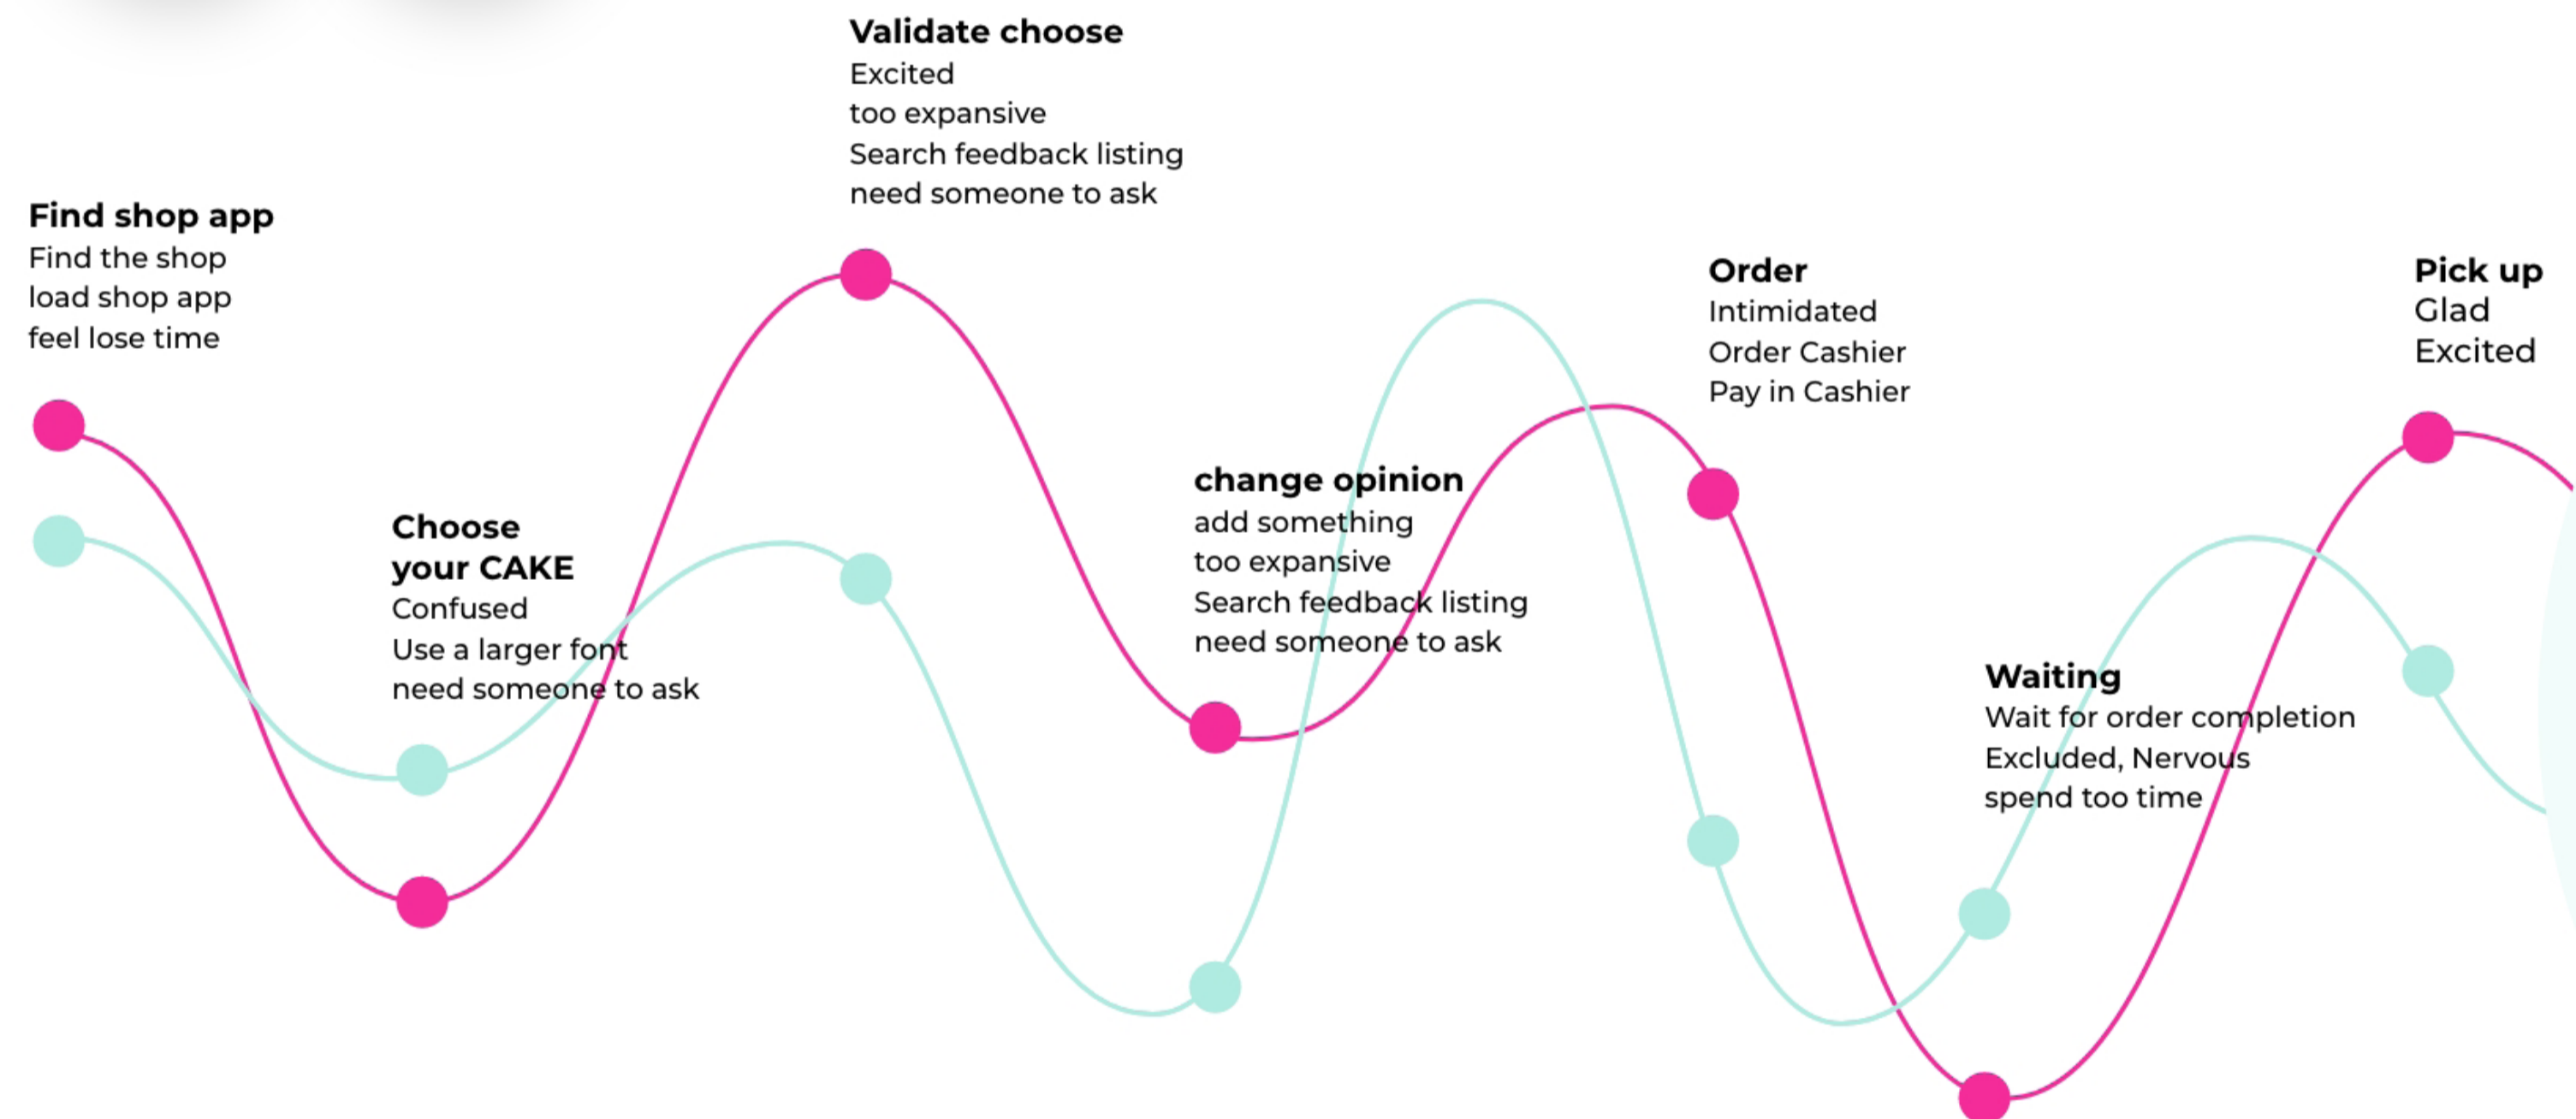 Find shop app
Find the shop
load shop app
feel lose time
Choose
your CAKE
Confused
Use a larger font
need someone to ask
Validate choose
Excited
too expansive
Search feedback listing
need someone to ask
change opinion
add something
too expansive
Search feedback listing
need someone to ask
Order
Intimidated
Order Cashier
Pay in Cashier
Waiting
Wait for order completion
Excluded, Nervous
spend too time
Pick up
Glad
Excited